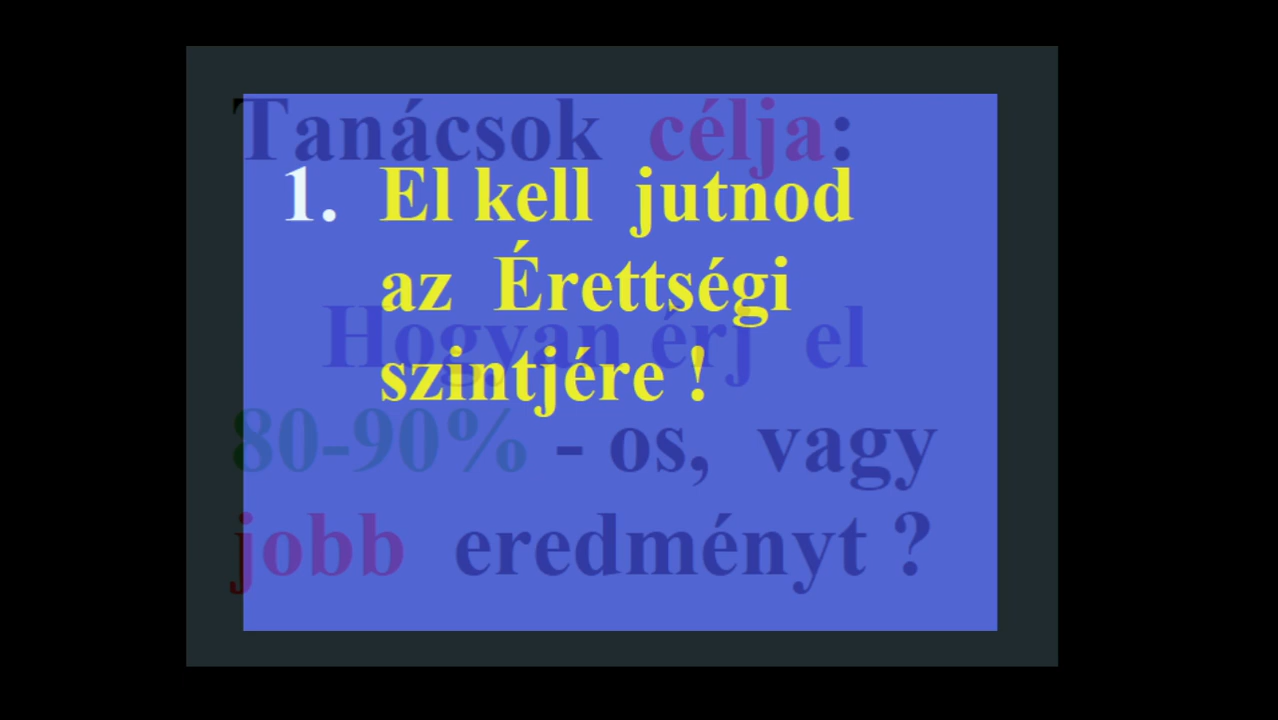 Tanácsok célja:
1. El kell jutnod
az Érettségi
szintjére !
Hogyan érj el
80-90% - os, vagy
jobb eredményt ?